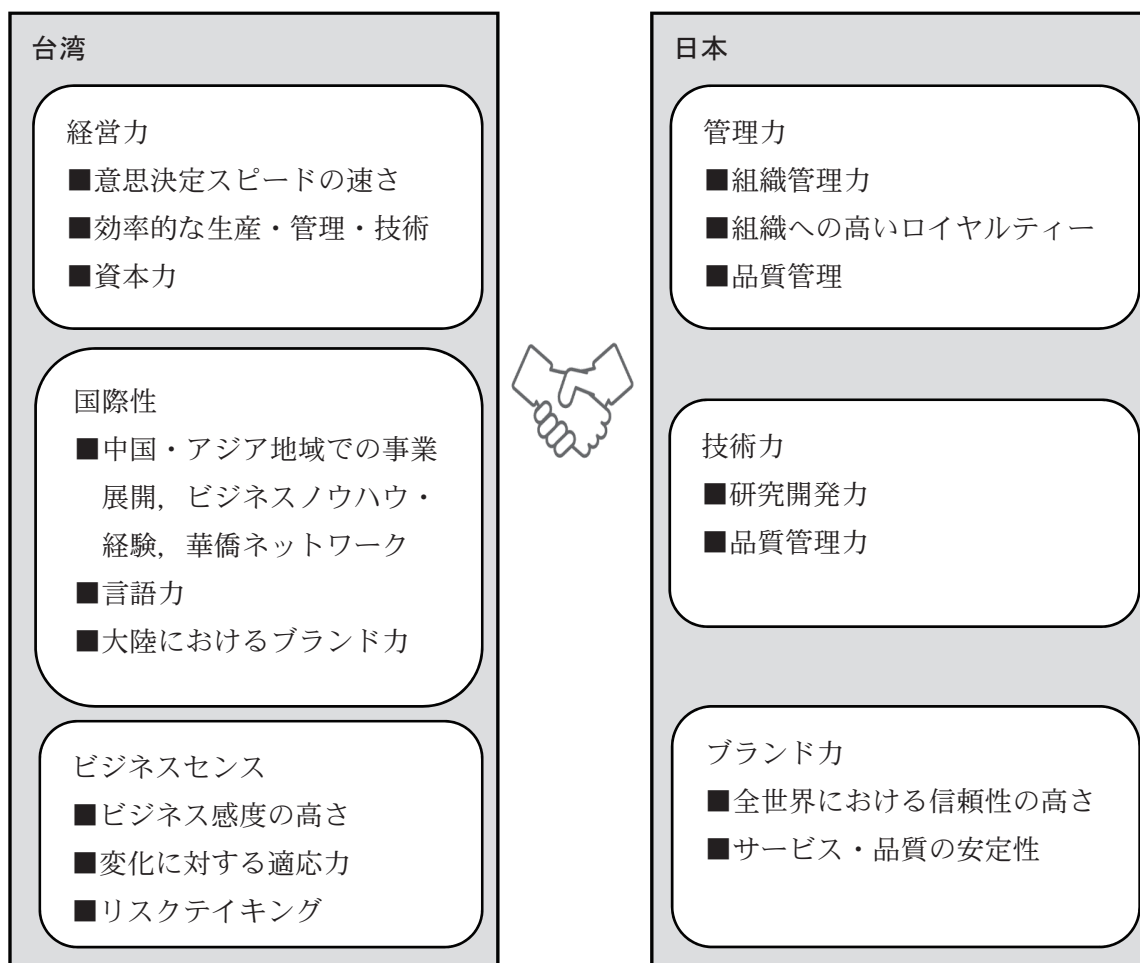 台湾
経営力
■意思決定スピードの速さ
■効率的な生産・管理・技術
■資本力
国際性
■中国・アジア地域での事業
展開，ビジネスノウハウ・
経験，華僑ネットワーク
■言語力
■大陸におけるブランド力
ビジネスセンス
■ビジネス感度の高さ
■変化に対する適応力
■リスクテイキング
日本
管理力
■組織管理力
■組織への高いロイヤルティー
■品質管理
技術力
■研究開発力
■品質管理力
ブランド力
■全世界における信頼性の高さ
■サービス・品質の安定性